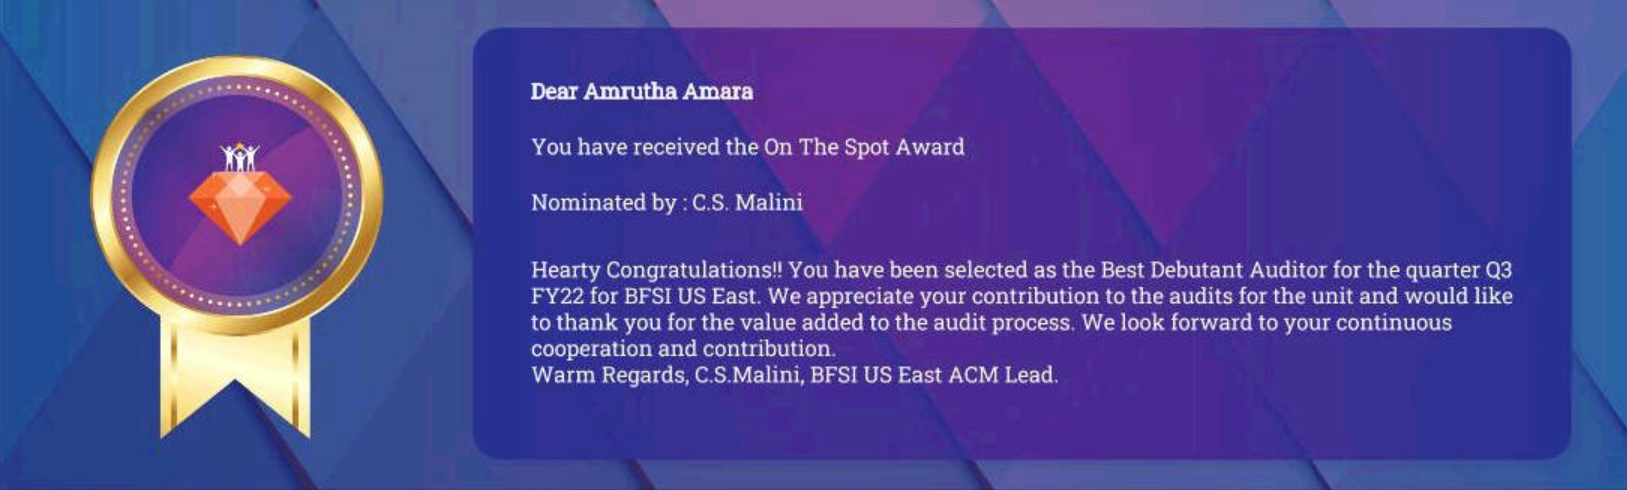 Dear Amrutha Amara
You have received the On The Spot Award
Nominated by : C.S. Malini
Hearty Congratulations!! You have been selected as the Best Debutant Auditor for the quarter Q3
FY22 for BFSI US East. We appreciate your contribution to the audits for the unit and would like
to thank you for the value added to the audit process. We look forward to your continuous
cooperation and contribution.
Warm Regards, C.S.Malini, BFSI US East ACM Lead.